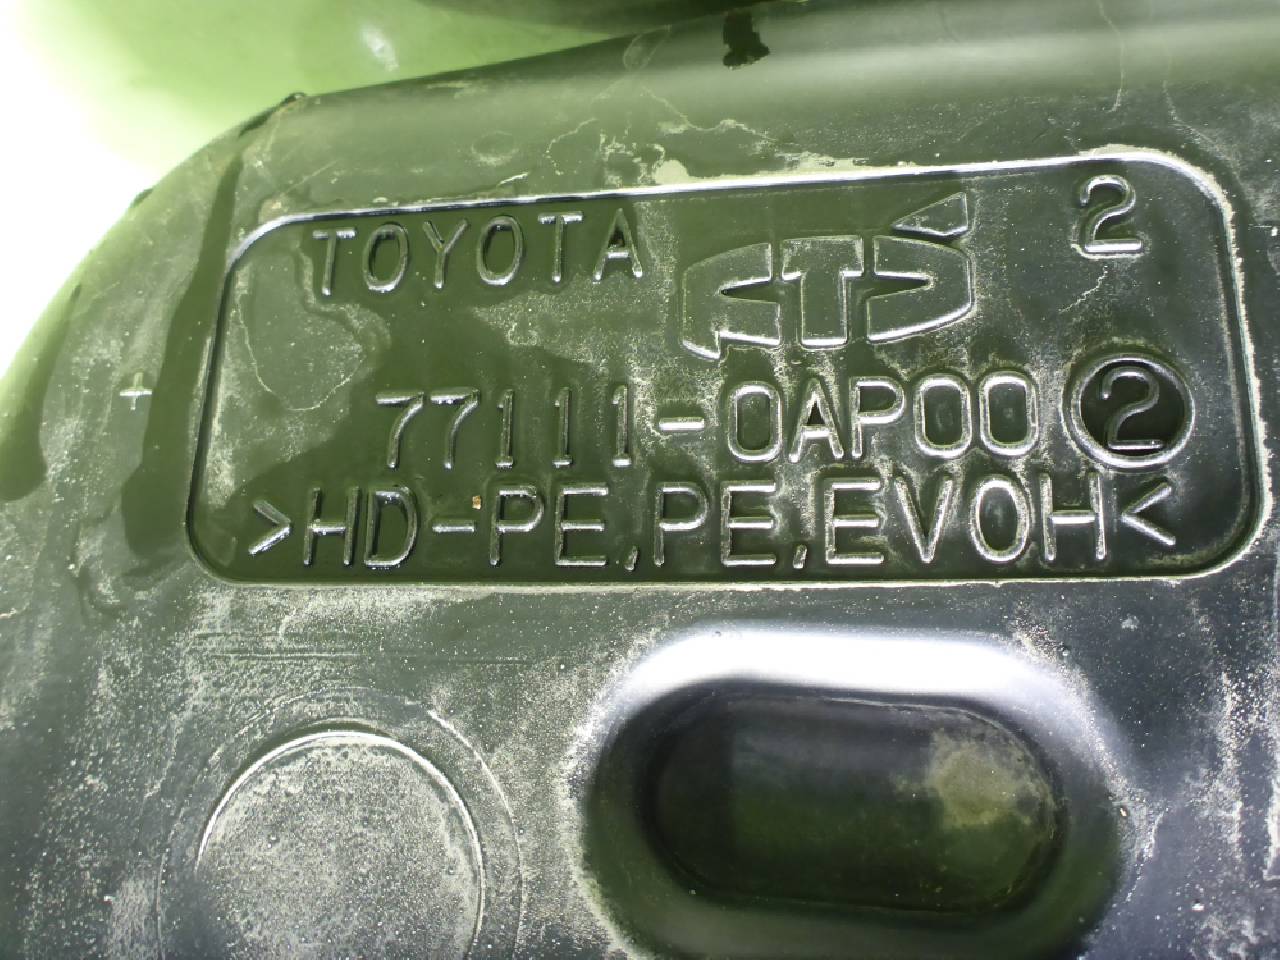 TOYOTA 2
77111-0AP00 2
>HD-PE,PE,EVOH<